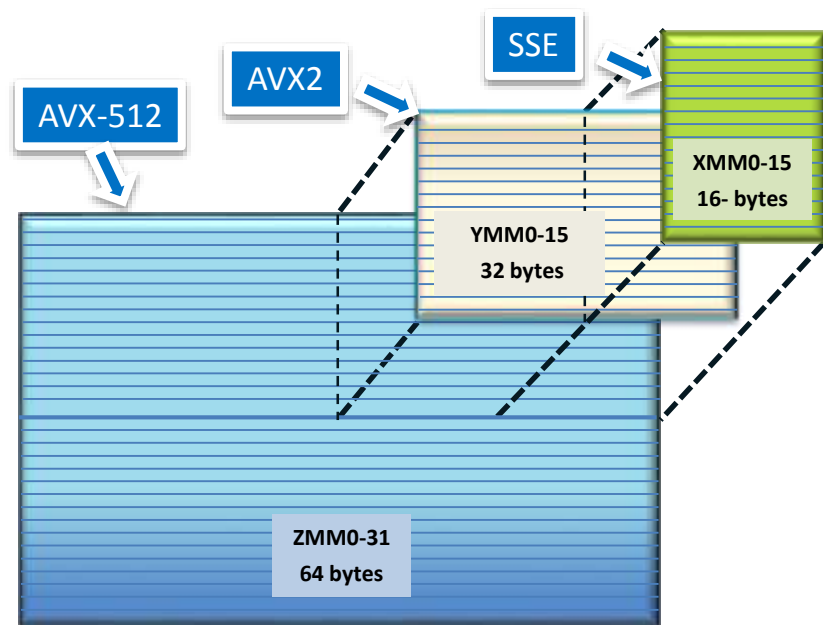 SSE
AVX2
AVX-512
XMM0-15
16- bytes
YMM0-15
32 bytes
ZMM0-31
64 bytes